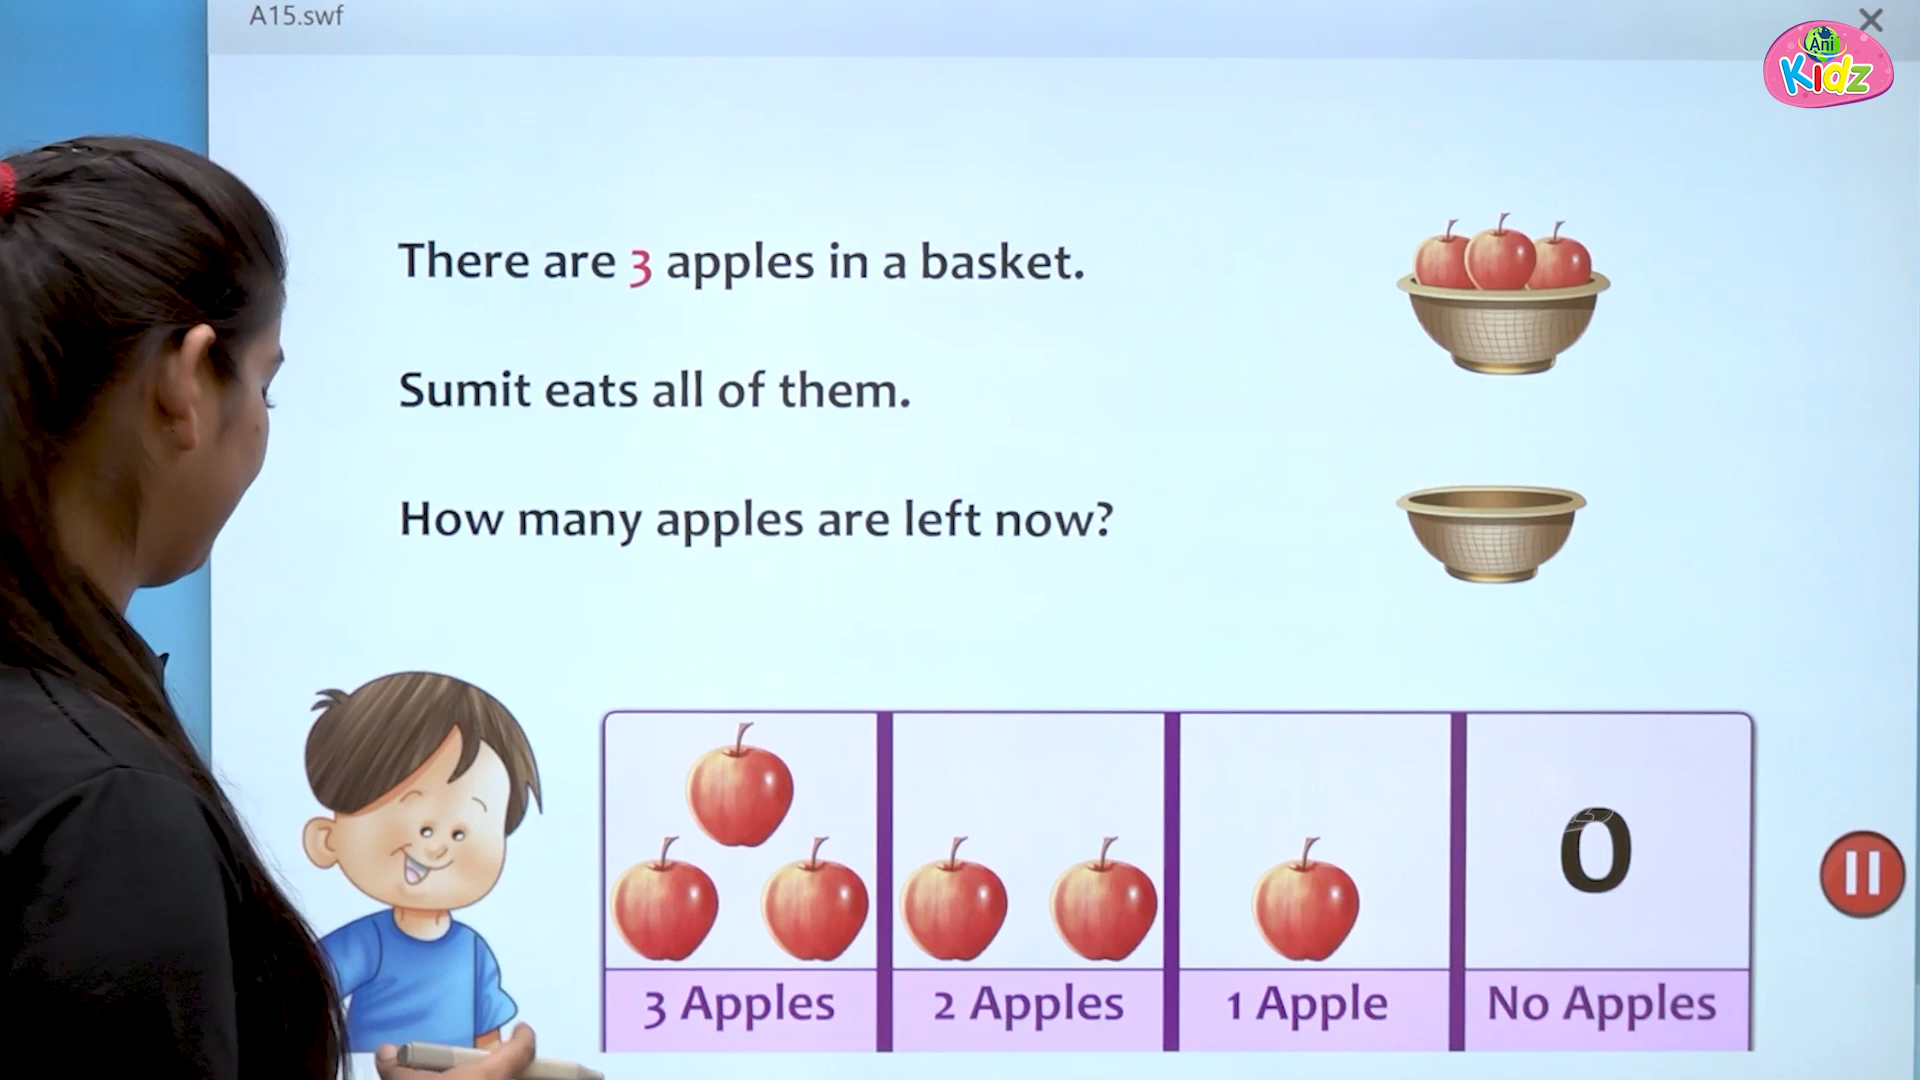 A15.swf
Ani
Kidz
There are 3 apples in a basket.
Sumit eats all of them.
How many apples are left now?
0
3 Apples
2 Apples
1 Apple
No Apples